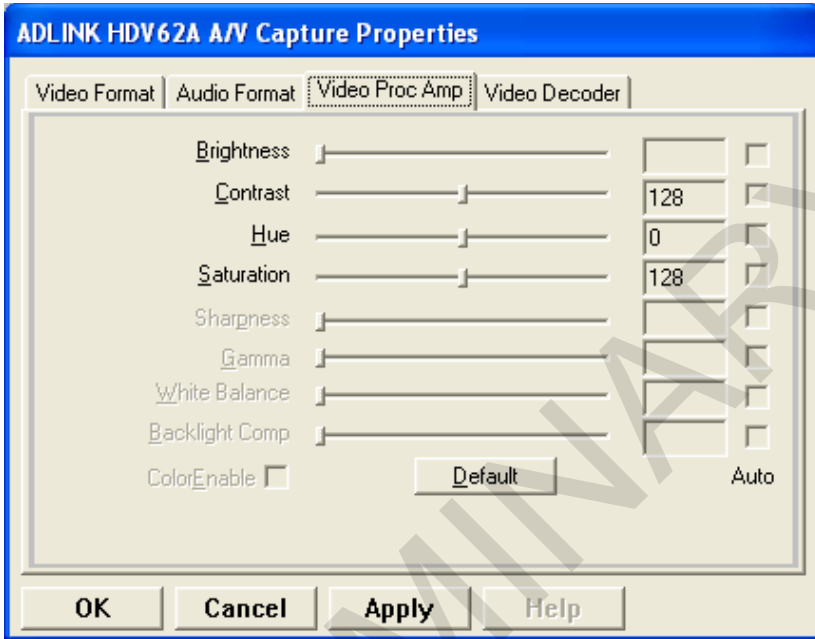 ADLINK HDV62A A/V Capture Properties
Video Format Audio Format Video Proc Amp Video Decoder
Brightness
Contrast 128
Hue 0
Saturation 128
Sharpness
Gamma
White Balance
Backlight Comp
ColorEnable Default Auto
OK Cancel Apply Help
MINARY